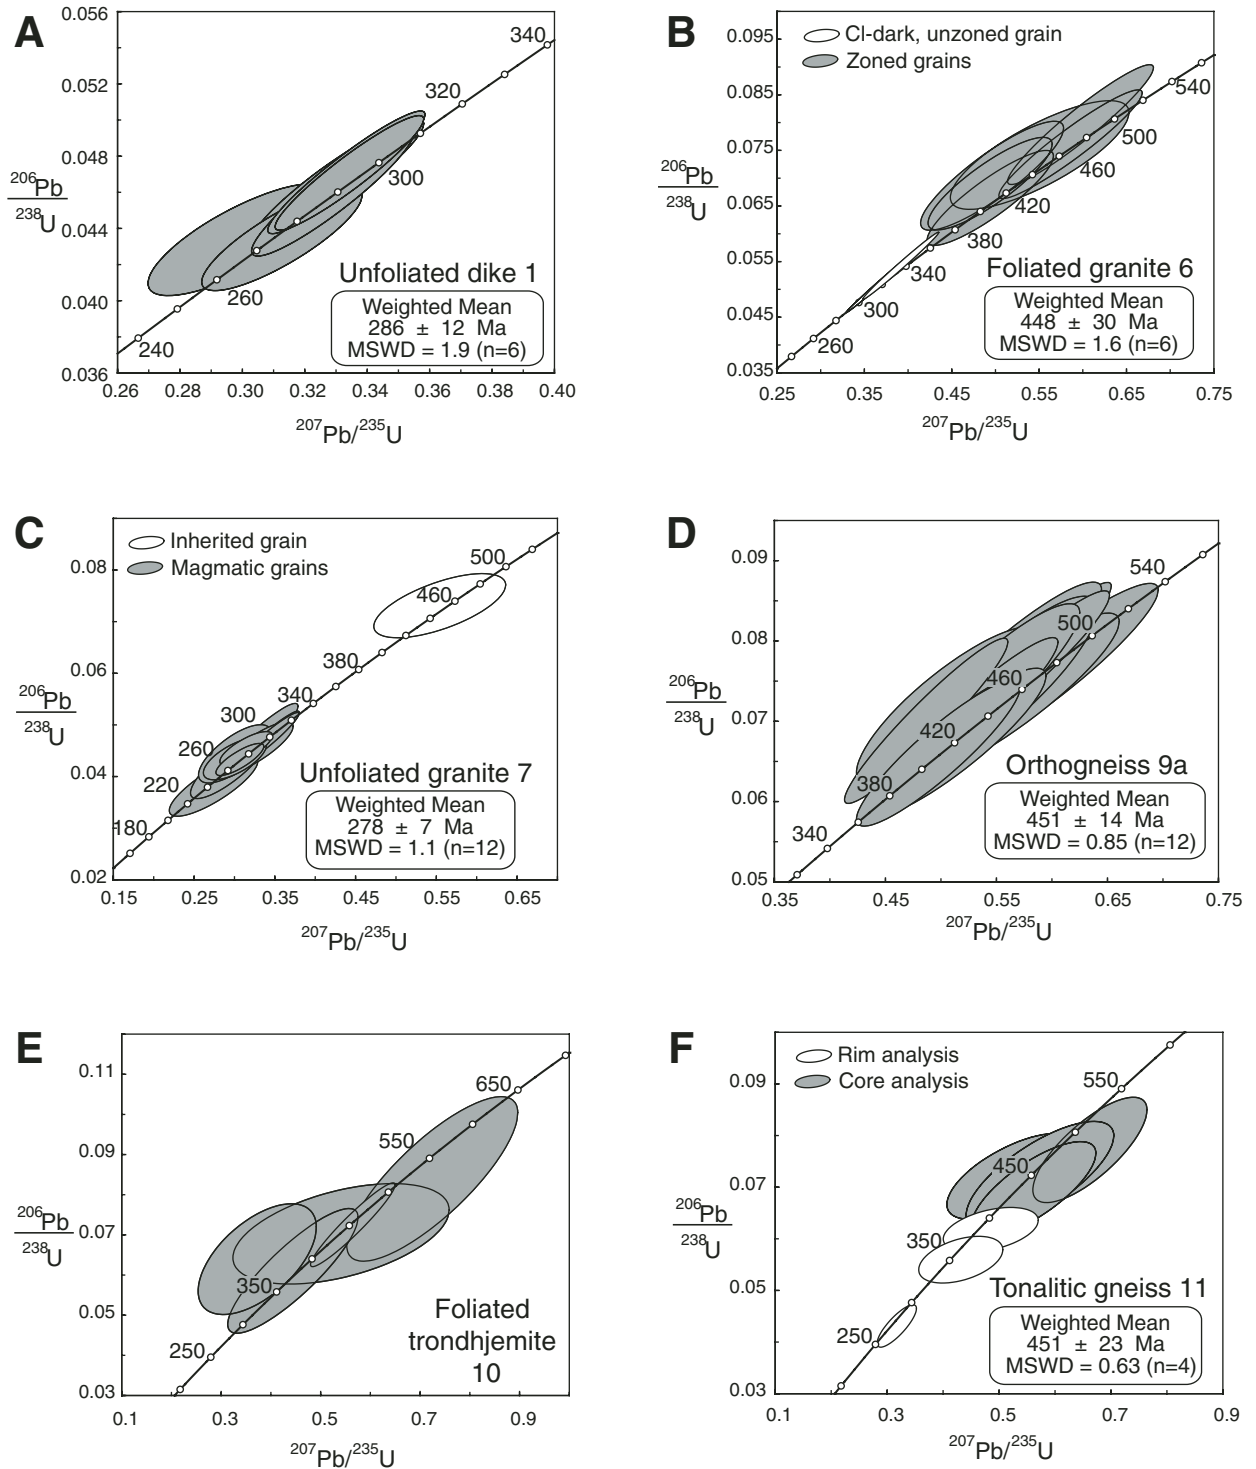 A
0.056
0.052
0.048
0.044
0.040
0.036
206Pb
238U
340
320
300
260
240
Unfoliated dike 1
Weighted Mean
286 ± 12 Ma
MSWD = 1.9 (n=6)
0.26 0.28 0.30 0.32 0.34 0.36 0.38 0.40
207Pb/235U
B
CI-dark, unzoned grain
Zoned grains
0.095
0.085
0.075
0.065
0.055
0.045
0.035
206Pb
238U
540
500
460
420
380
340
300
260
Foliated granite 6
Weighted Mean
448 ± 30 Ma
MSWD = 1.6 (n=6)
0.25 0.35 0.45 0.55 0.65 0.75
207Pb/235U
C
Inherited grain
Magmatic grains
0.08
0.06
0.04
0.02
206Pb
238U
500
460
380
340
300
260
220
180
Unfoliated granite 7
Weighted Mean
278 ± 7 Ma
MSWD = 1.1 (n=12)
0.15 0.25 0.35 0.45 0.55 0.65
207Pb/235U
D
0.09
0.08
0.07
0.06
0.05
206Pb
238U
540
500
460
420
380
340
Orthogneiss 9a
Weighted Mean
451 ± 14 Ma
MSWD = 0.85 (n=12)
0.35 0.45 0.55 0.65 0.75
207Pb/235U
E
0.11
0.09
0.07
0.05
0.03
206Pb
238U
650
550
350
250
Foliated
trondhjemite
10
0.1 0.3 0.5 0.7 0.9
207Pb/235U
F
Rim analysis
Core analysis
0.09
0.07
0.05
0.03
206Pb
238U
550
450
350
250
Tonalitic gneiss 11
Weighted Mean
451 ± 23 Ma
MSWD = 0.63 (n=4)
0.1 0.3 0.5 0.7 0.9
207Pb/235U